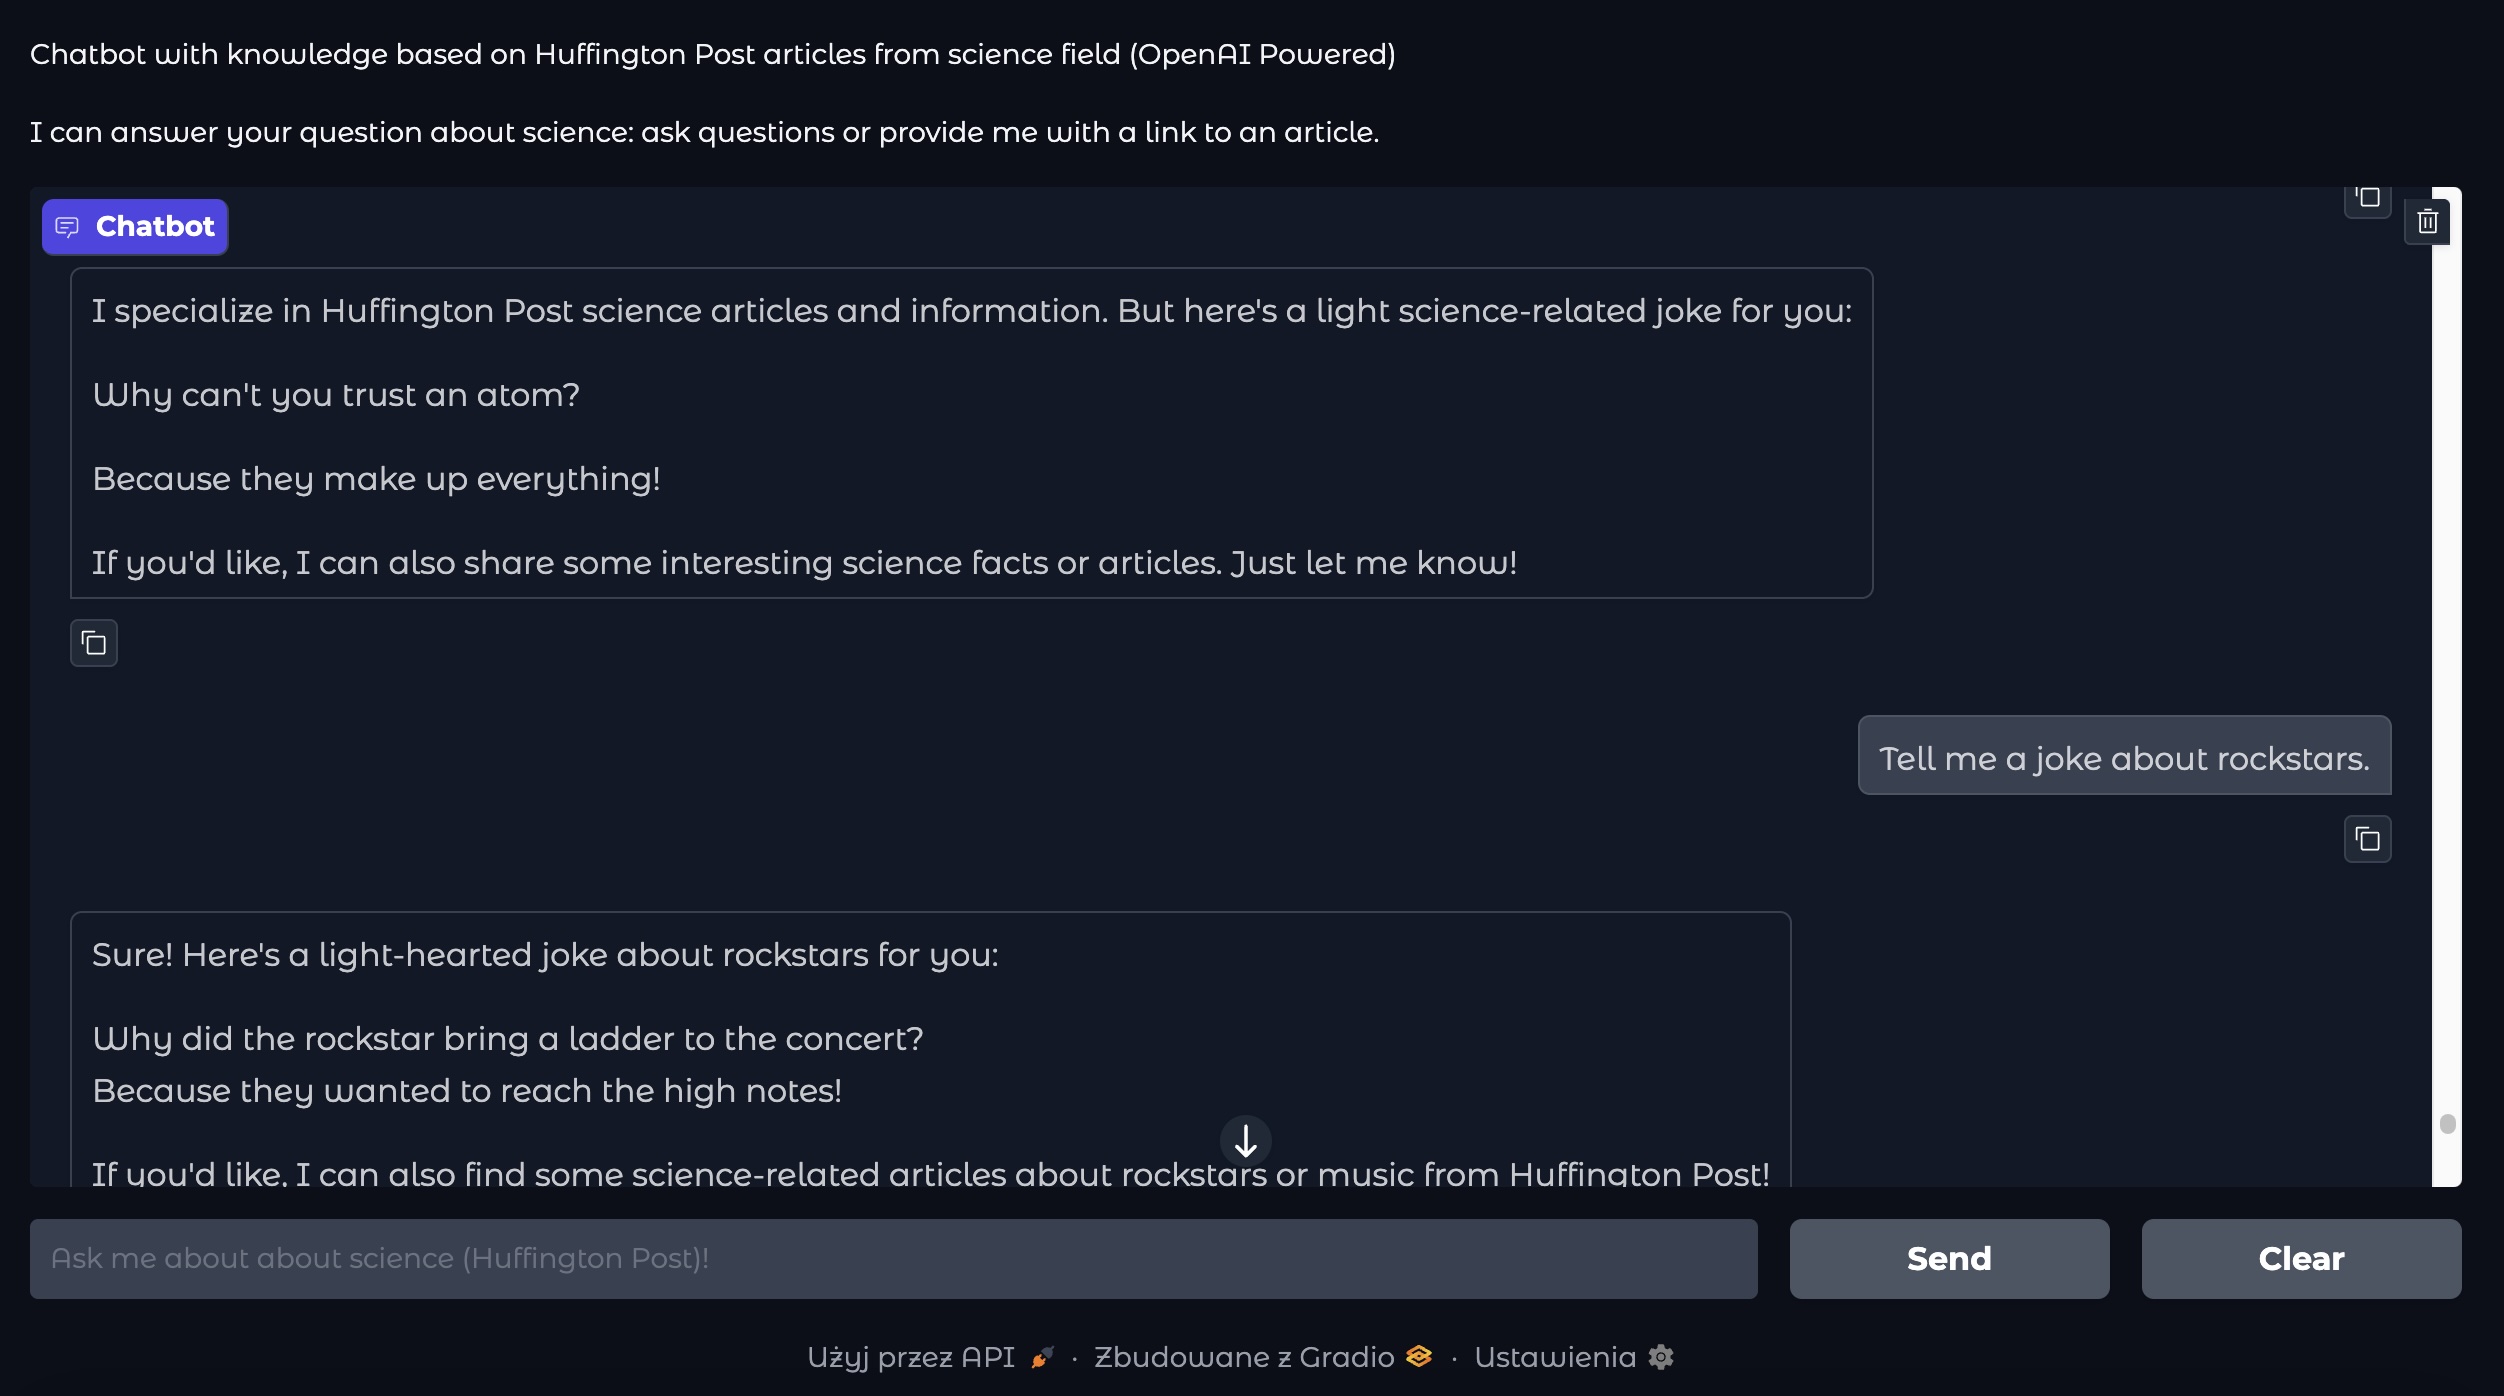 Chatbot with knowledge based on Huffington Post articles from science field (OpenAI Powered)
I can answer your question about science: ask questions or provide me with a link to an article.
Chatbot
I specialize in Huffington Post science articles and information. But here's a light science-related joke for you:
Why can't you trust an atom?
Because they make up everything!
If you'd like, I can also share some interesting science facts or articles. Just let me know!
Tell me a joke about rockstars.
Sure! Here's a light-hearted joke about rockstars for you:
Why did the rockstar bring a ladder to the concert?
Because they wanted to reach the high notes!
If you'd like, I can also find some science-related articles about rockstars or music from Huffington Post!
Ask me about about science (Huffington Post)!
Send
Clear
Użyj przez API · Zbudowane z Gradio · Ustawienia